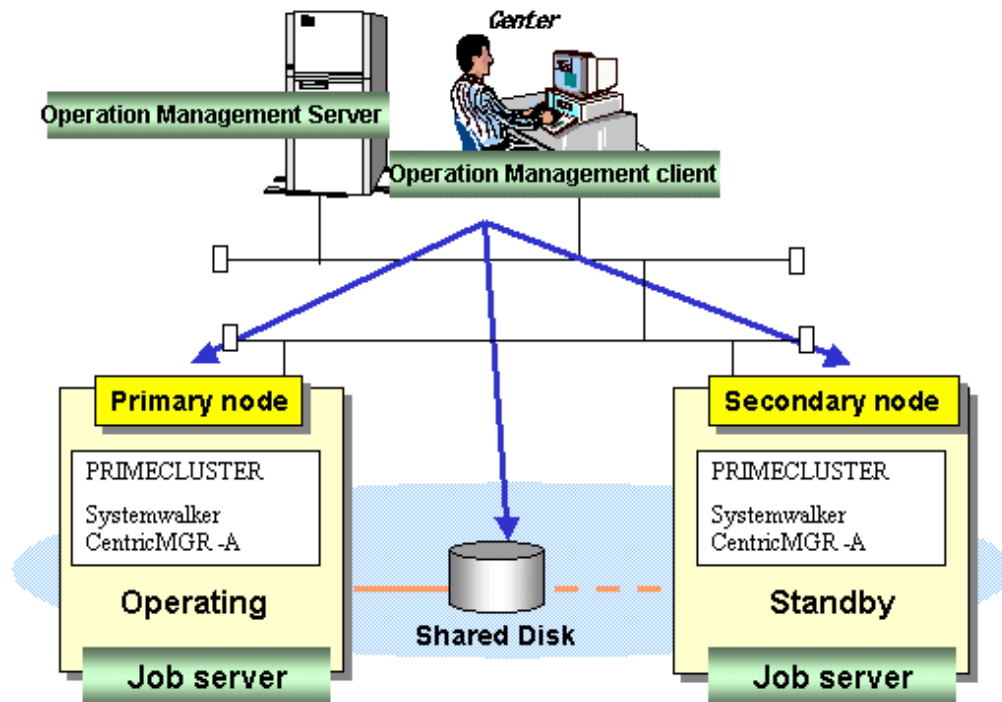 Center
Operation Management Server
Operation Management client
Primary node
PRIMECLUSTER
Systemwalker
CentricMGR -A
Operating
Job server
Shared Disk
Secondary node
PRIMECLUSTER
Systemwalker
CentricMGR -A
Standby
Job server